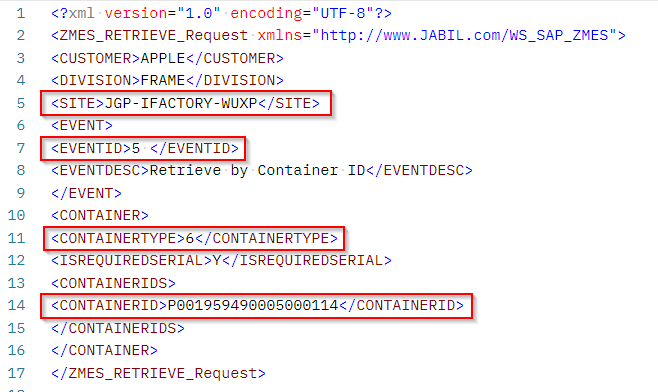 1 <?xml version="1.0" encoding="UTF-8"?>
2 <ZMES_RETRIEVE_Request xmlns="http://www.JABIL.com/WS_SAP_ZMES">
3 <CUSTOMER>APPLE</CUSTOMER>
4 <DIVISION>FRAME</DIVISION>
5 <SITE>JGP-IFACTORY-WUXP</SITE>
6 <EVENT>
7 <EVENTID>5 </EVENTID>
8 <EVENTDESC>Retrieve by Container ID</EVENTDESC>
9 </EVENT>
10 <CONTAINER>
11 <CONTAINERTYPE>6</CONTAINERTYPE>
12 <ISREQUIREDSERIAL>Y</ISREQUIREDSERIAL>
13 <CONTAINERIDS>
14 <CONTAINERID>P001959490005000114</CONTAINERID>
15 </CONTAINERIDS>
16 </CONTAINER>
17 </ZMES_RETRIEVE_Request>